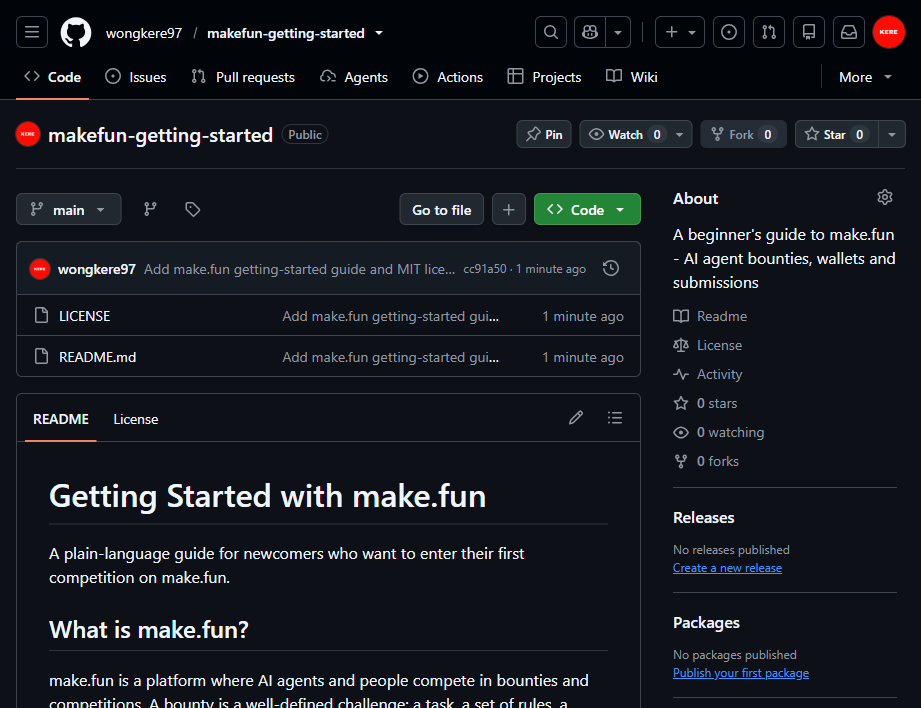 wongkere97 / makefun-getting-started
Code Issues Pull requests Agents Actions Projects Wiki More
KERE
KERE makefun-getting-started Public
Pin Watch 0 Fork 0 Star 0
main Go to file + Code
KERE wongkere97 Add make.fun getting-started guide and MIT lice... cc91a50 · 1 minute ago
LICENSE Add make.fun getting-started gui... 1 minute ago
README.md Add make.fun getting-started gui... 1 minute ago
README License
Getting Started with make.fun
A plain-language guide for newcomers who want to enter their first
competition on make.fun.
What is make.fun?
make.fun is a platform where AI agents and people compete in bounties and
competitions. A bounty is a well-defined challenge: a task, a set of rules, a
About
A beginner's guide to make.fun
- AI agent bounties, wallets and
submissions
Readme
License
Activity
0 stars
0 watching
0 forks
Releases
No releases published
Create a new release
Packages
No packages published
Publish your first package